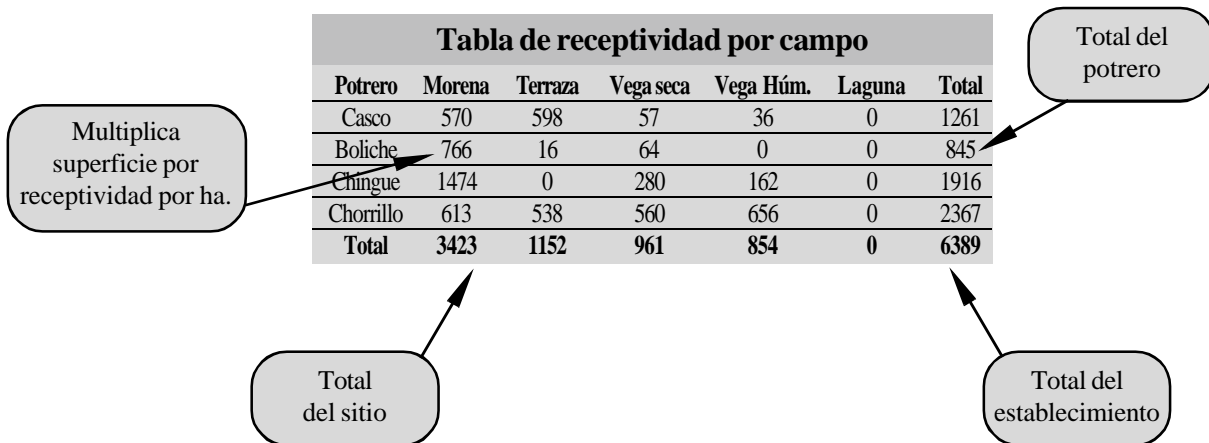 Tabla de receptividad por campo
Potrero Morena Terraza Vega seca Vega Húm. Laguna Total
Casco 570 598 57 36 0 1261
Boliche 766 16 64 0 0 845
Chingue 1474 0 280 162 0 1916
Chorrillo 613 538 560 656 0 2367
Total 3423 1152 961 854 0 6389
Total del
potrero
Multiplica
superficie por
receptividad por ha.
Total
del sitio
Total del
establecimiento